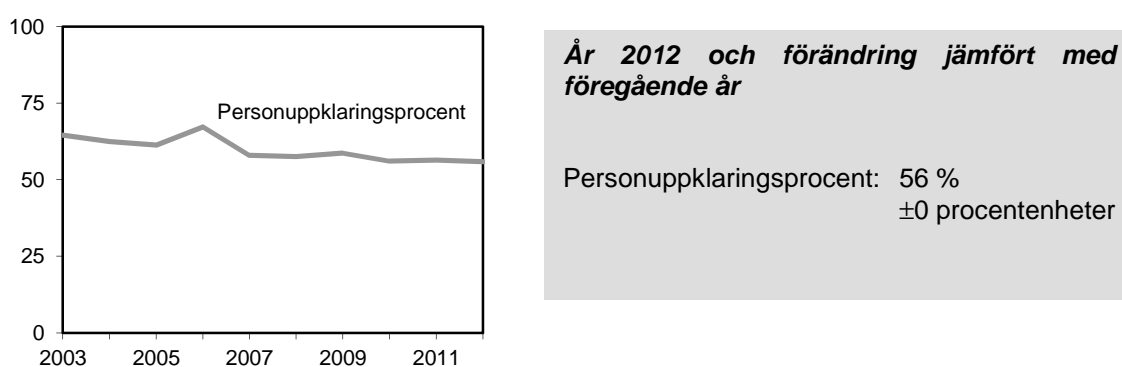 100
75
50
25
0
Personuppklaringsprocent
2003 2005 2007 2009 2011
År 2012 och förändring jämfört med
föregående år
Personuppklaringsprocent: 56 %
±0 procentenheter